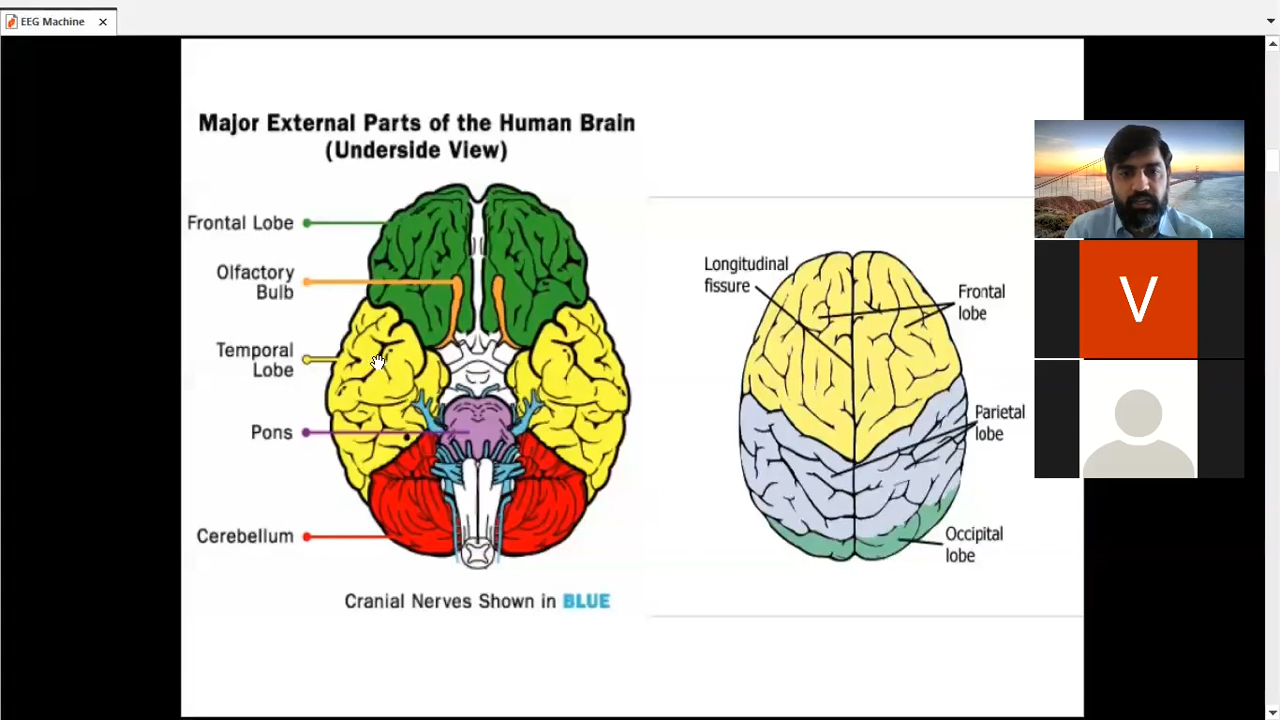 EEG Machine
Major External Parts of the Human Brain
(Underside View)
Frontal Lobe
Olfactory
Bulb
Temporal
Lobe
Pons
Cerebellum
Cranial Nerves Shown in BLUE
Longitudinal
fissure
Frontal
lobe
Parietal
lobe
Occipital
lobe
V